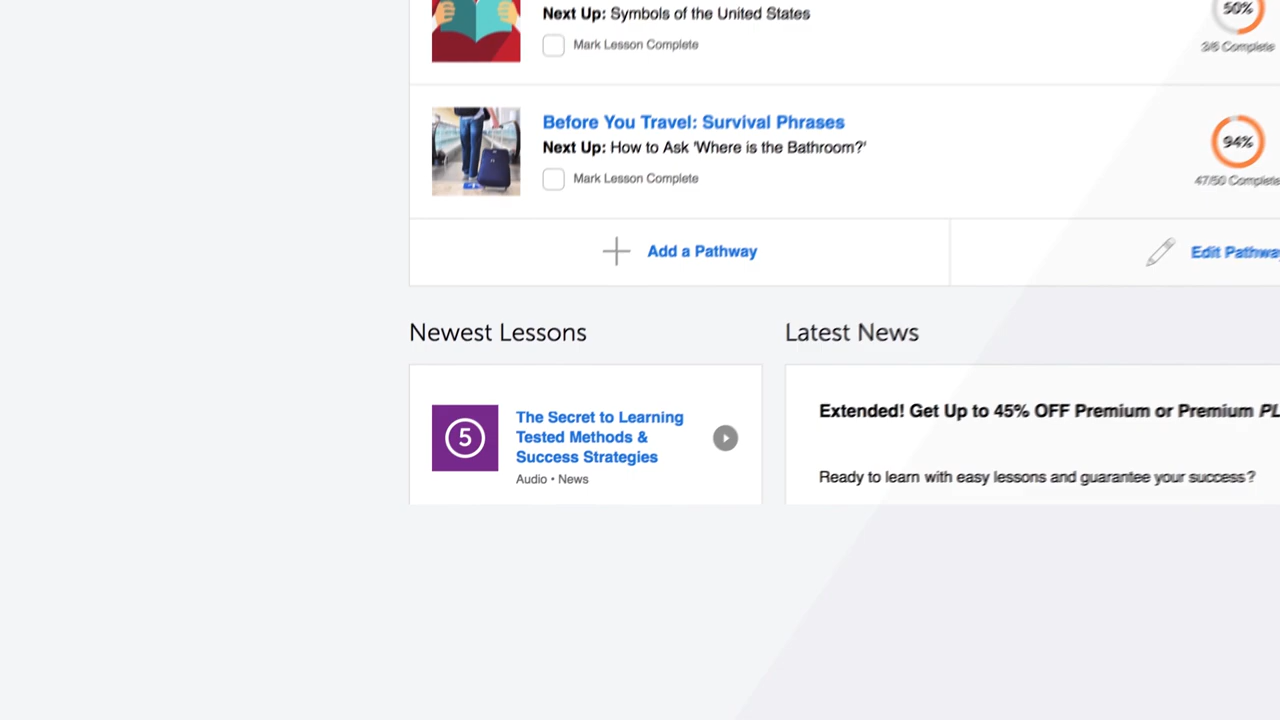 Next Up: Symbols of the United States
50%
Mark Lesson Complete
3/6 Complete
Before You Travel: Survival Phrases
Next Up: How to Ask 'Where is the Bathroom?'
94%
Mark Lesson Complete
47/50 Complete
Add a Pathway
Edit Pathway
Newest Lessons
Latest News
The Secret to Learning
Tested Methods &
Success Strategies
Audio • News
5
Extended! Get Up to 45% OFF Premium or Premium PL
Ready to learn with easy lessons and guarantee your success?